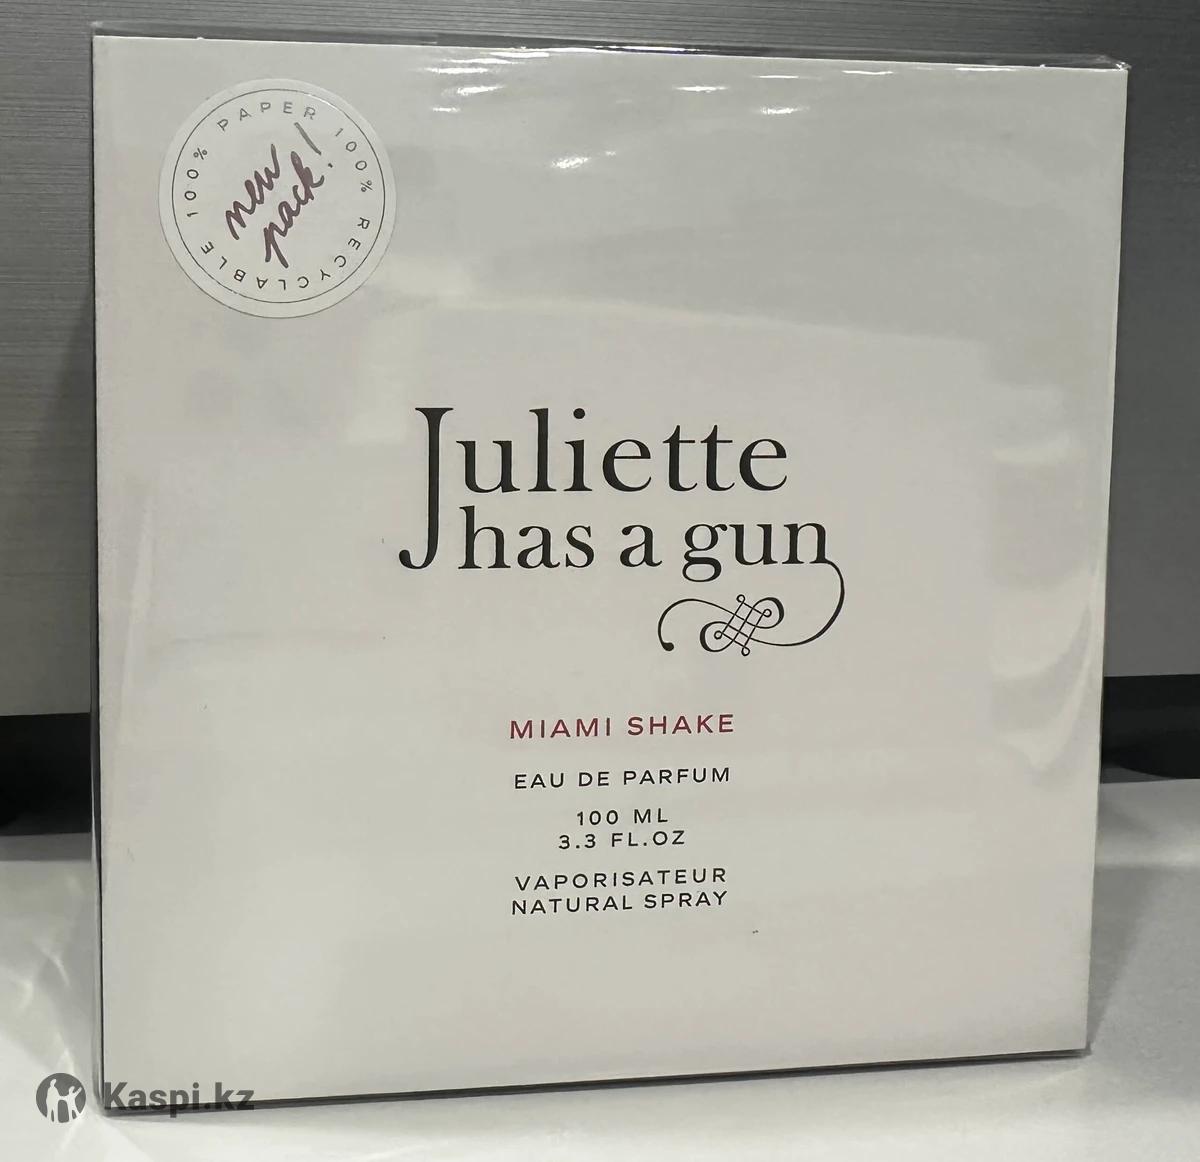 100% PAPER 100% RECYCLABLE
new
pack!
Juliette
has a gun
MIAMI SHAKE
EAU DE PARFUM
100 ML
3.3 FL.OZ
VAPORISATEUR
NATURAL SPRAY
Kaspi.kz